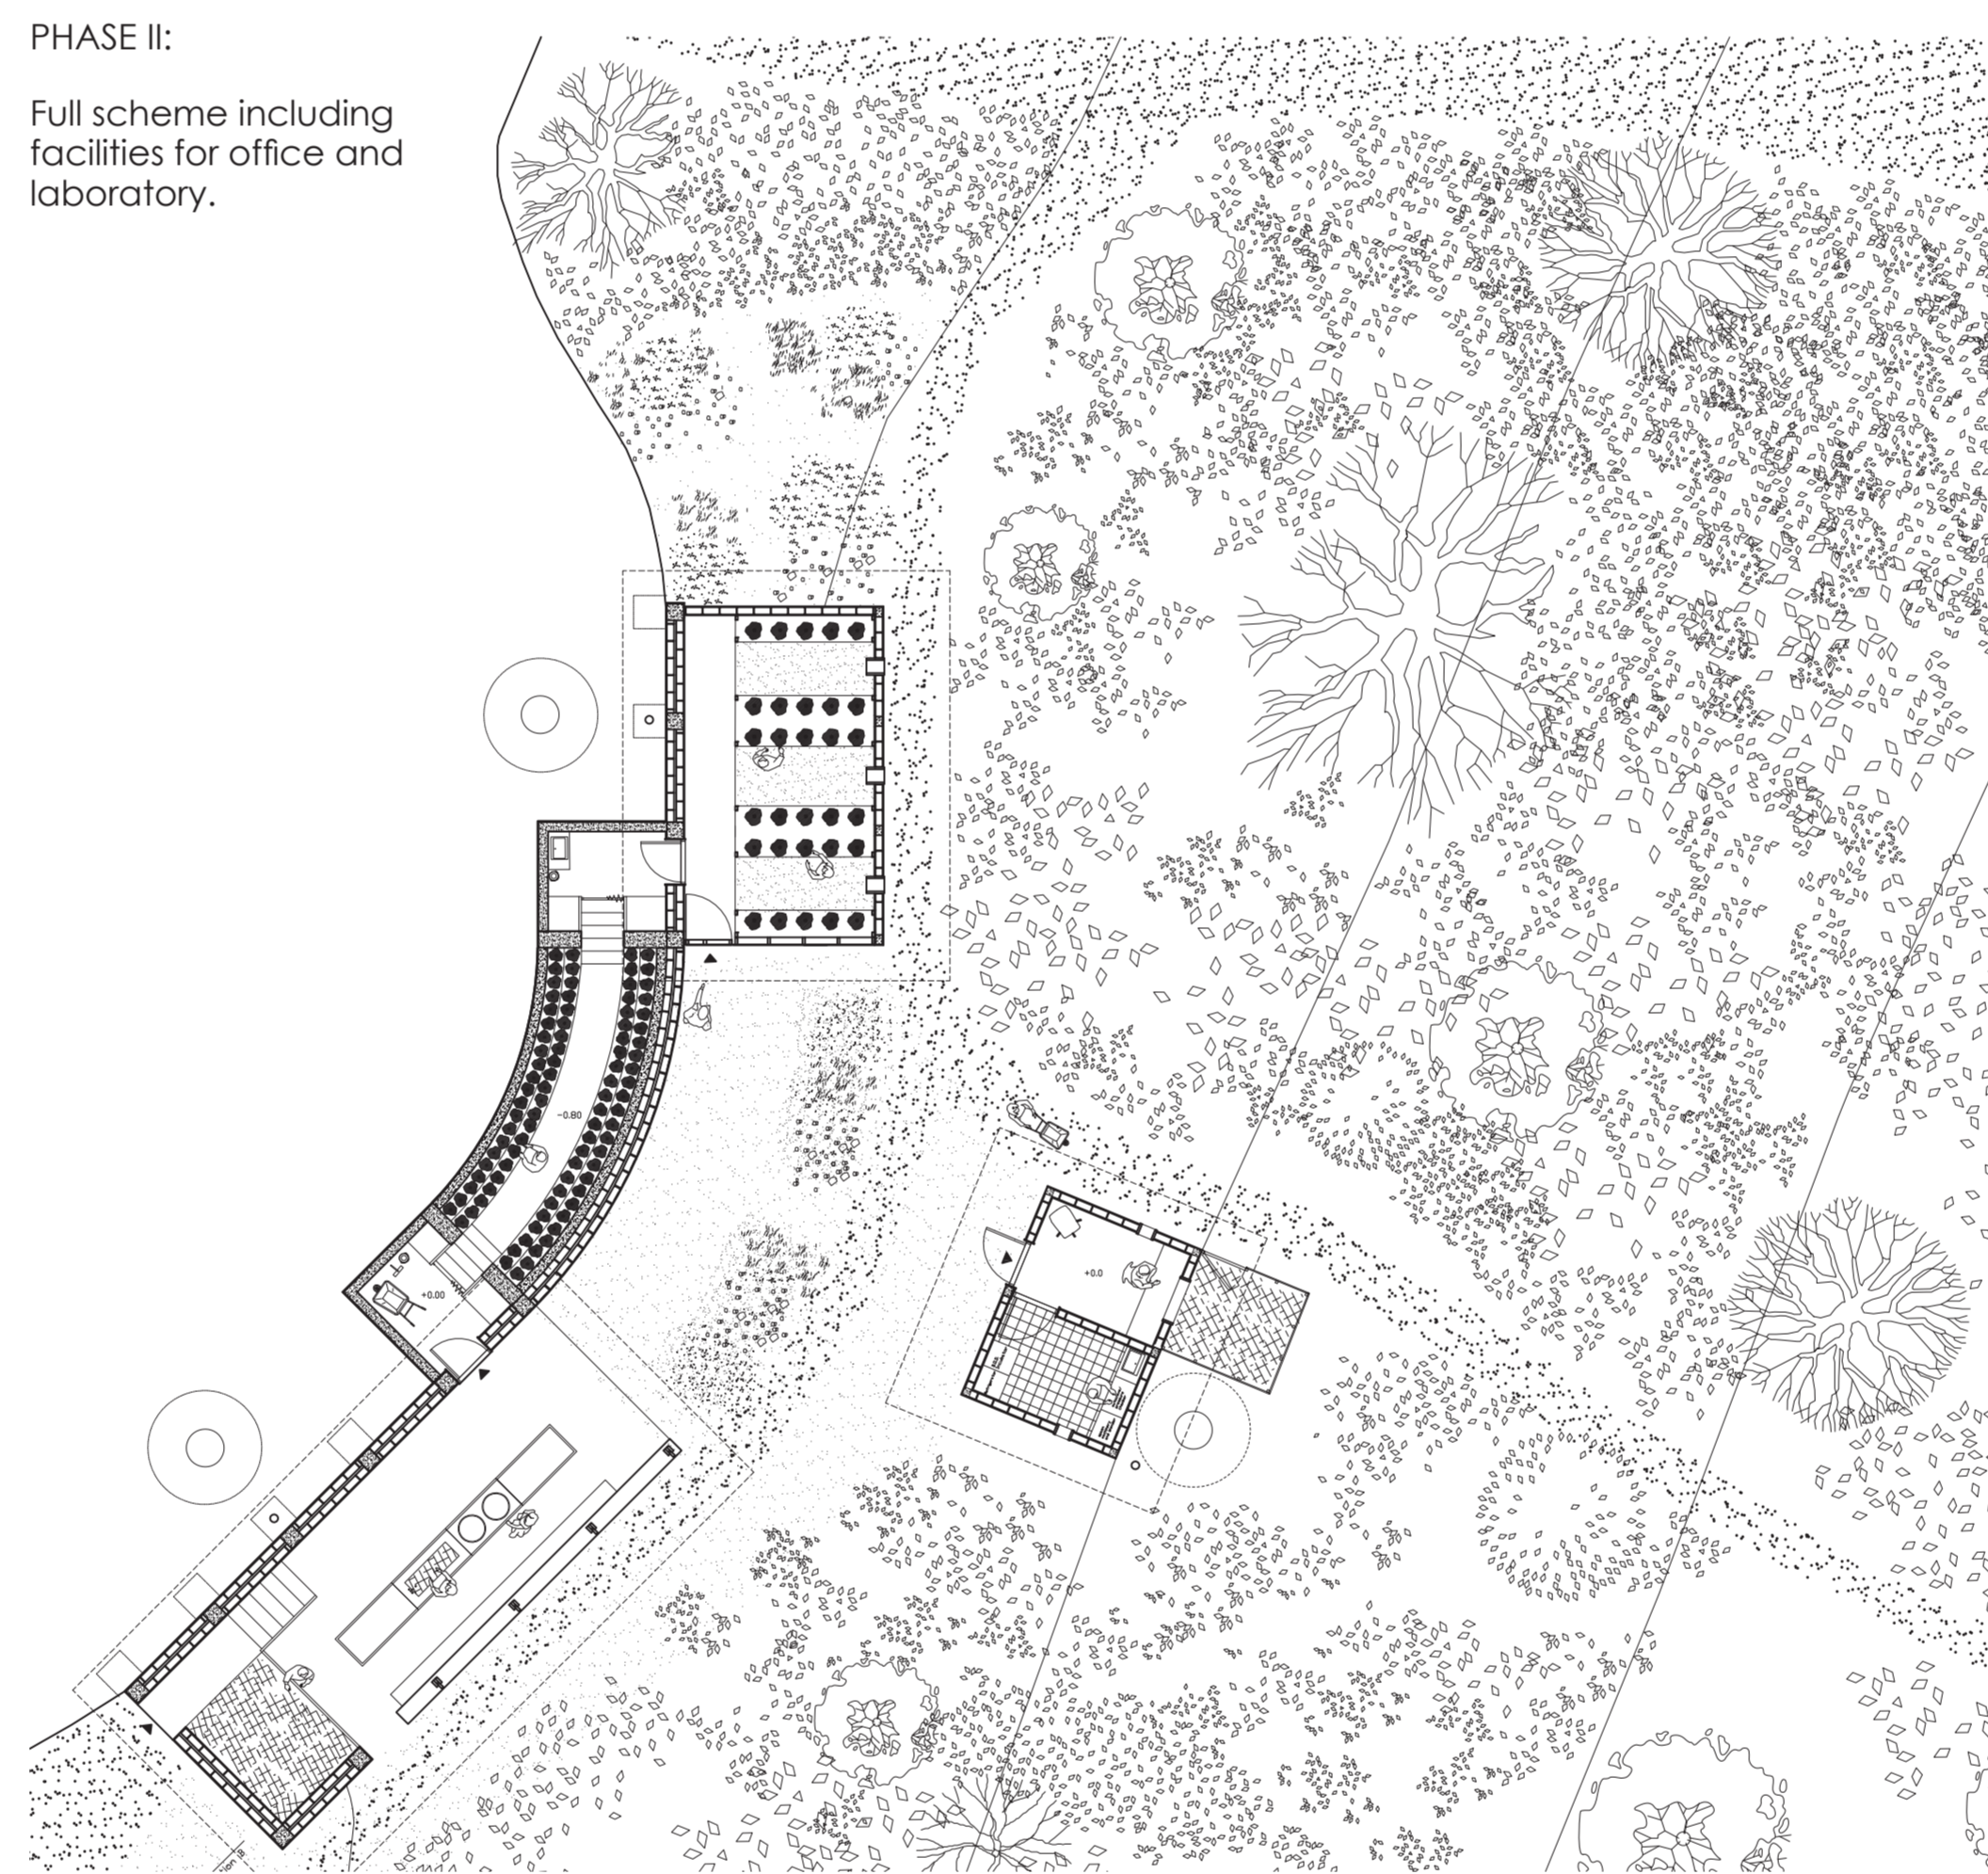 PHASE II:
Full scheme including
facilities for office and
laboratory.
-0.80
+0.00
+0.0